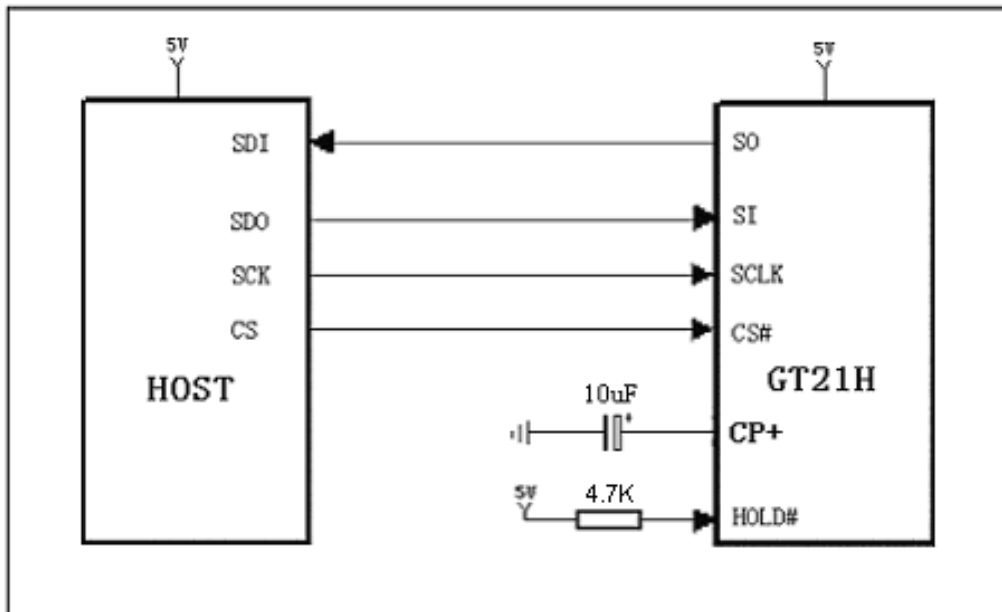 5V
5V
SDI
SO
SDO
SI
SCK
SCLK
CS
CS#
HOST
GT21H
10uF
+
CP+
5V
4.7K
HOLD#